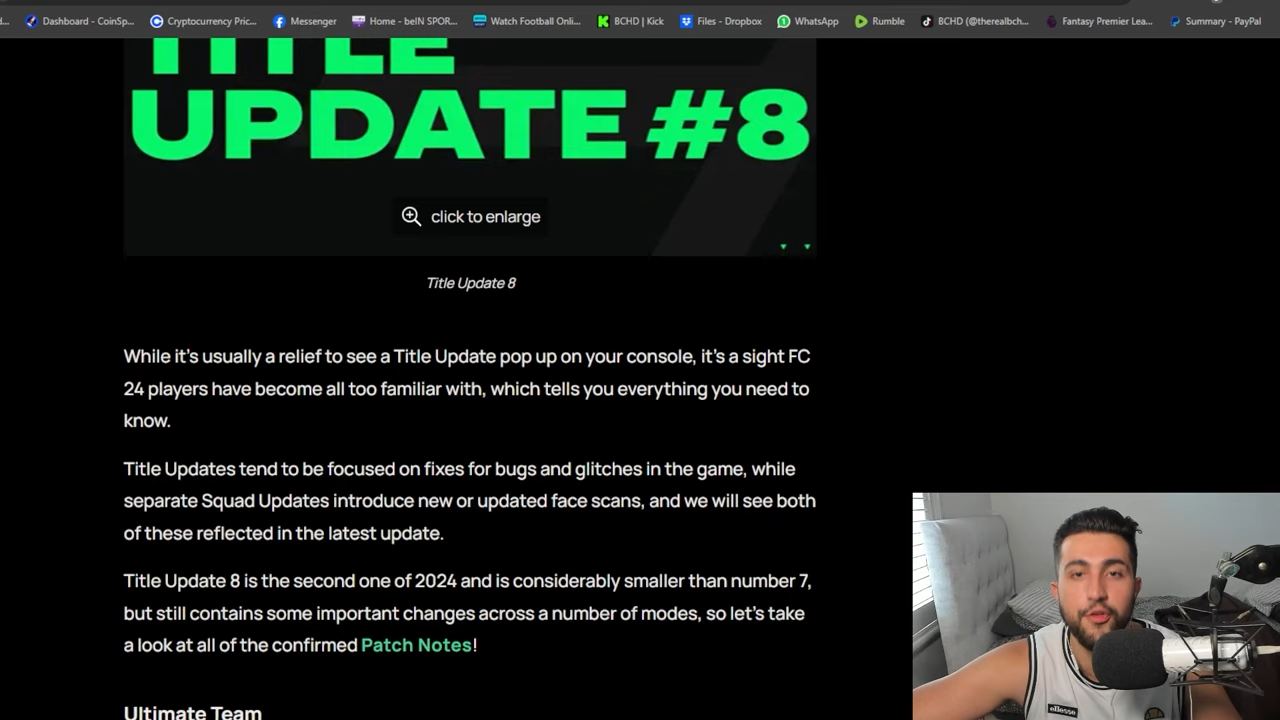 Dashboard - CoinSp...
Cryptocurrency Pric...
Messenger
Home - beIN SPOR...
Watch Football Onli...
BCHD | Kick
Files - Dropbox
WhatsApp
Rumble
BCHD (@therealbch...
Fantasy Premier Lea...
Summary - PayPal
TITLE
UPDATE #8
click to enlarge
Title Update 8
While it's usually a relief to see a Title Update pop up on your console, it's a sight FC
24 players have become all too familiar with, which tells you everything you need to
know.
Title Updates tend to be focused on fixes for bugs and glitches in the game, while
separate Squad Updates introduce new or updated face scans, and we will see both
of these reflected in the latest update.
Title Update 8 is the second one of 2024 and is considerably smaller than number 7,
but still contains some important changes across a number of modes, so let's take
a look at all of the confirmed Patch Notes!
Ultimate Team
ellesse